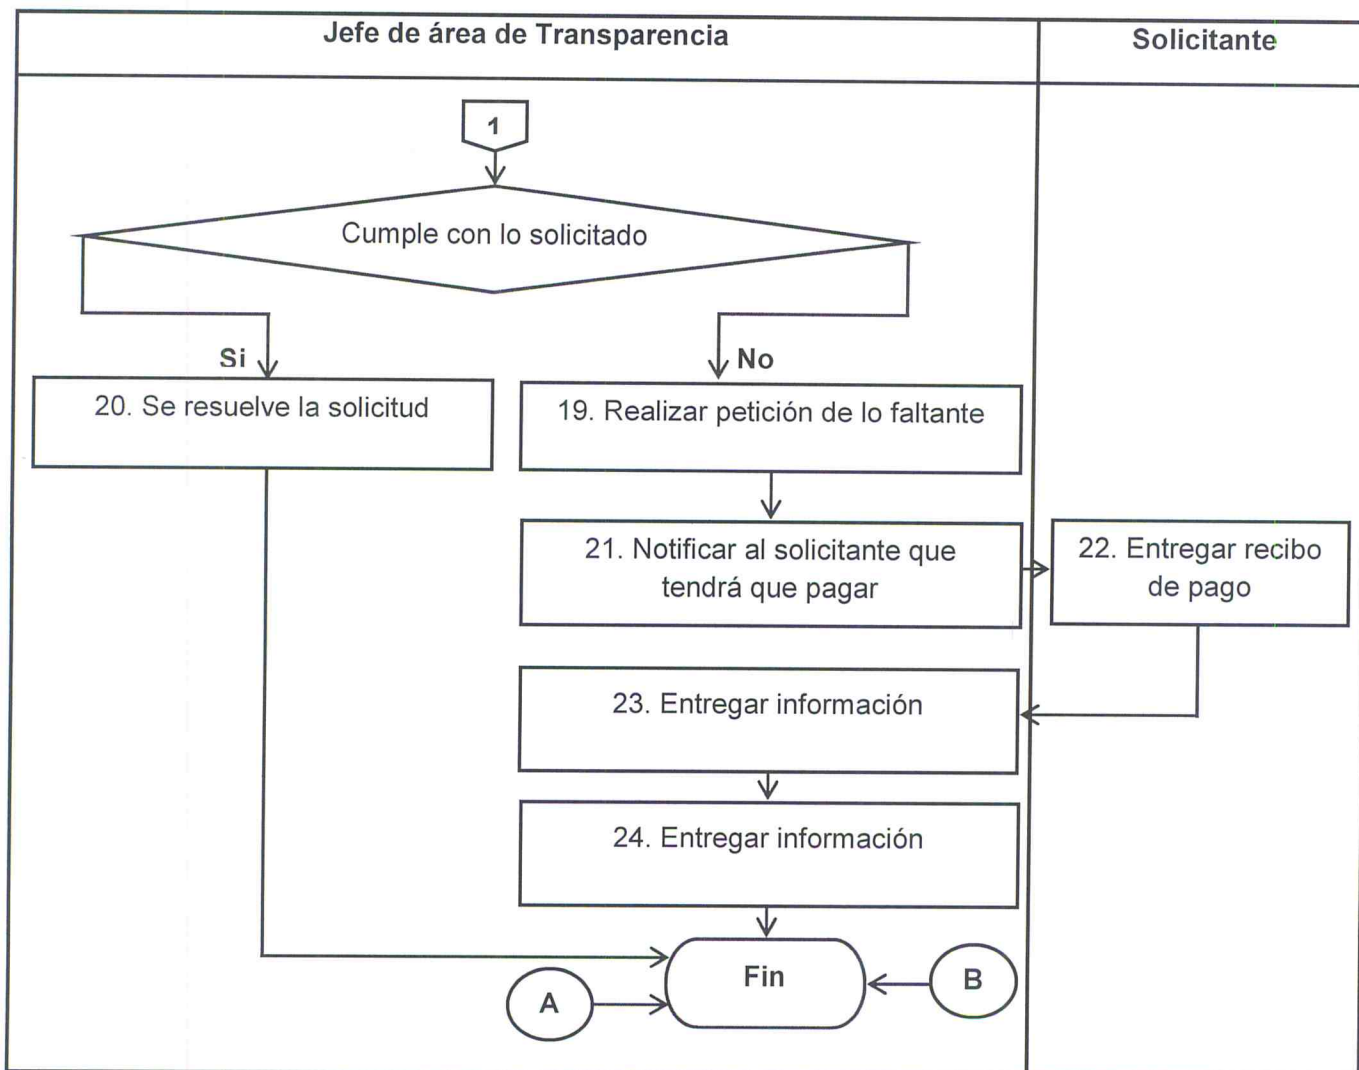 Jefe de área de Transparencia
Solicitante
1
Cumple con lo solicitado
Si
No
20. Se resuelve la solicitud
19. Realizar petición de lo faltante
21. Notificar al solicitante que
tendrá que pagar
22. Entregar recibo
de pago
23. Entregar información
24. Entregar información
Fin
A
B